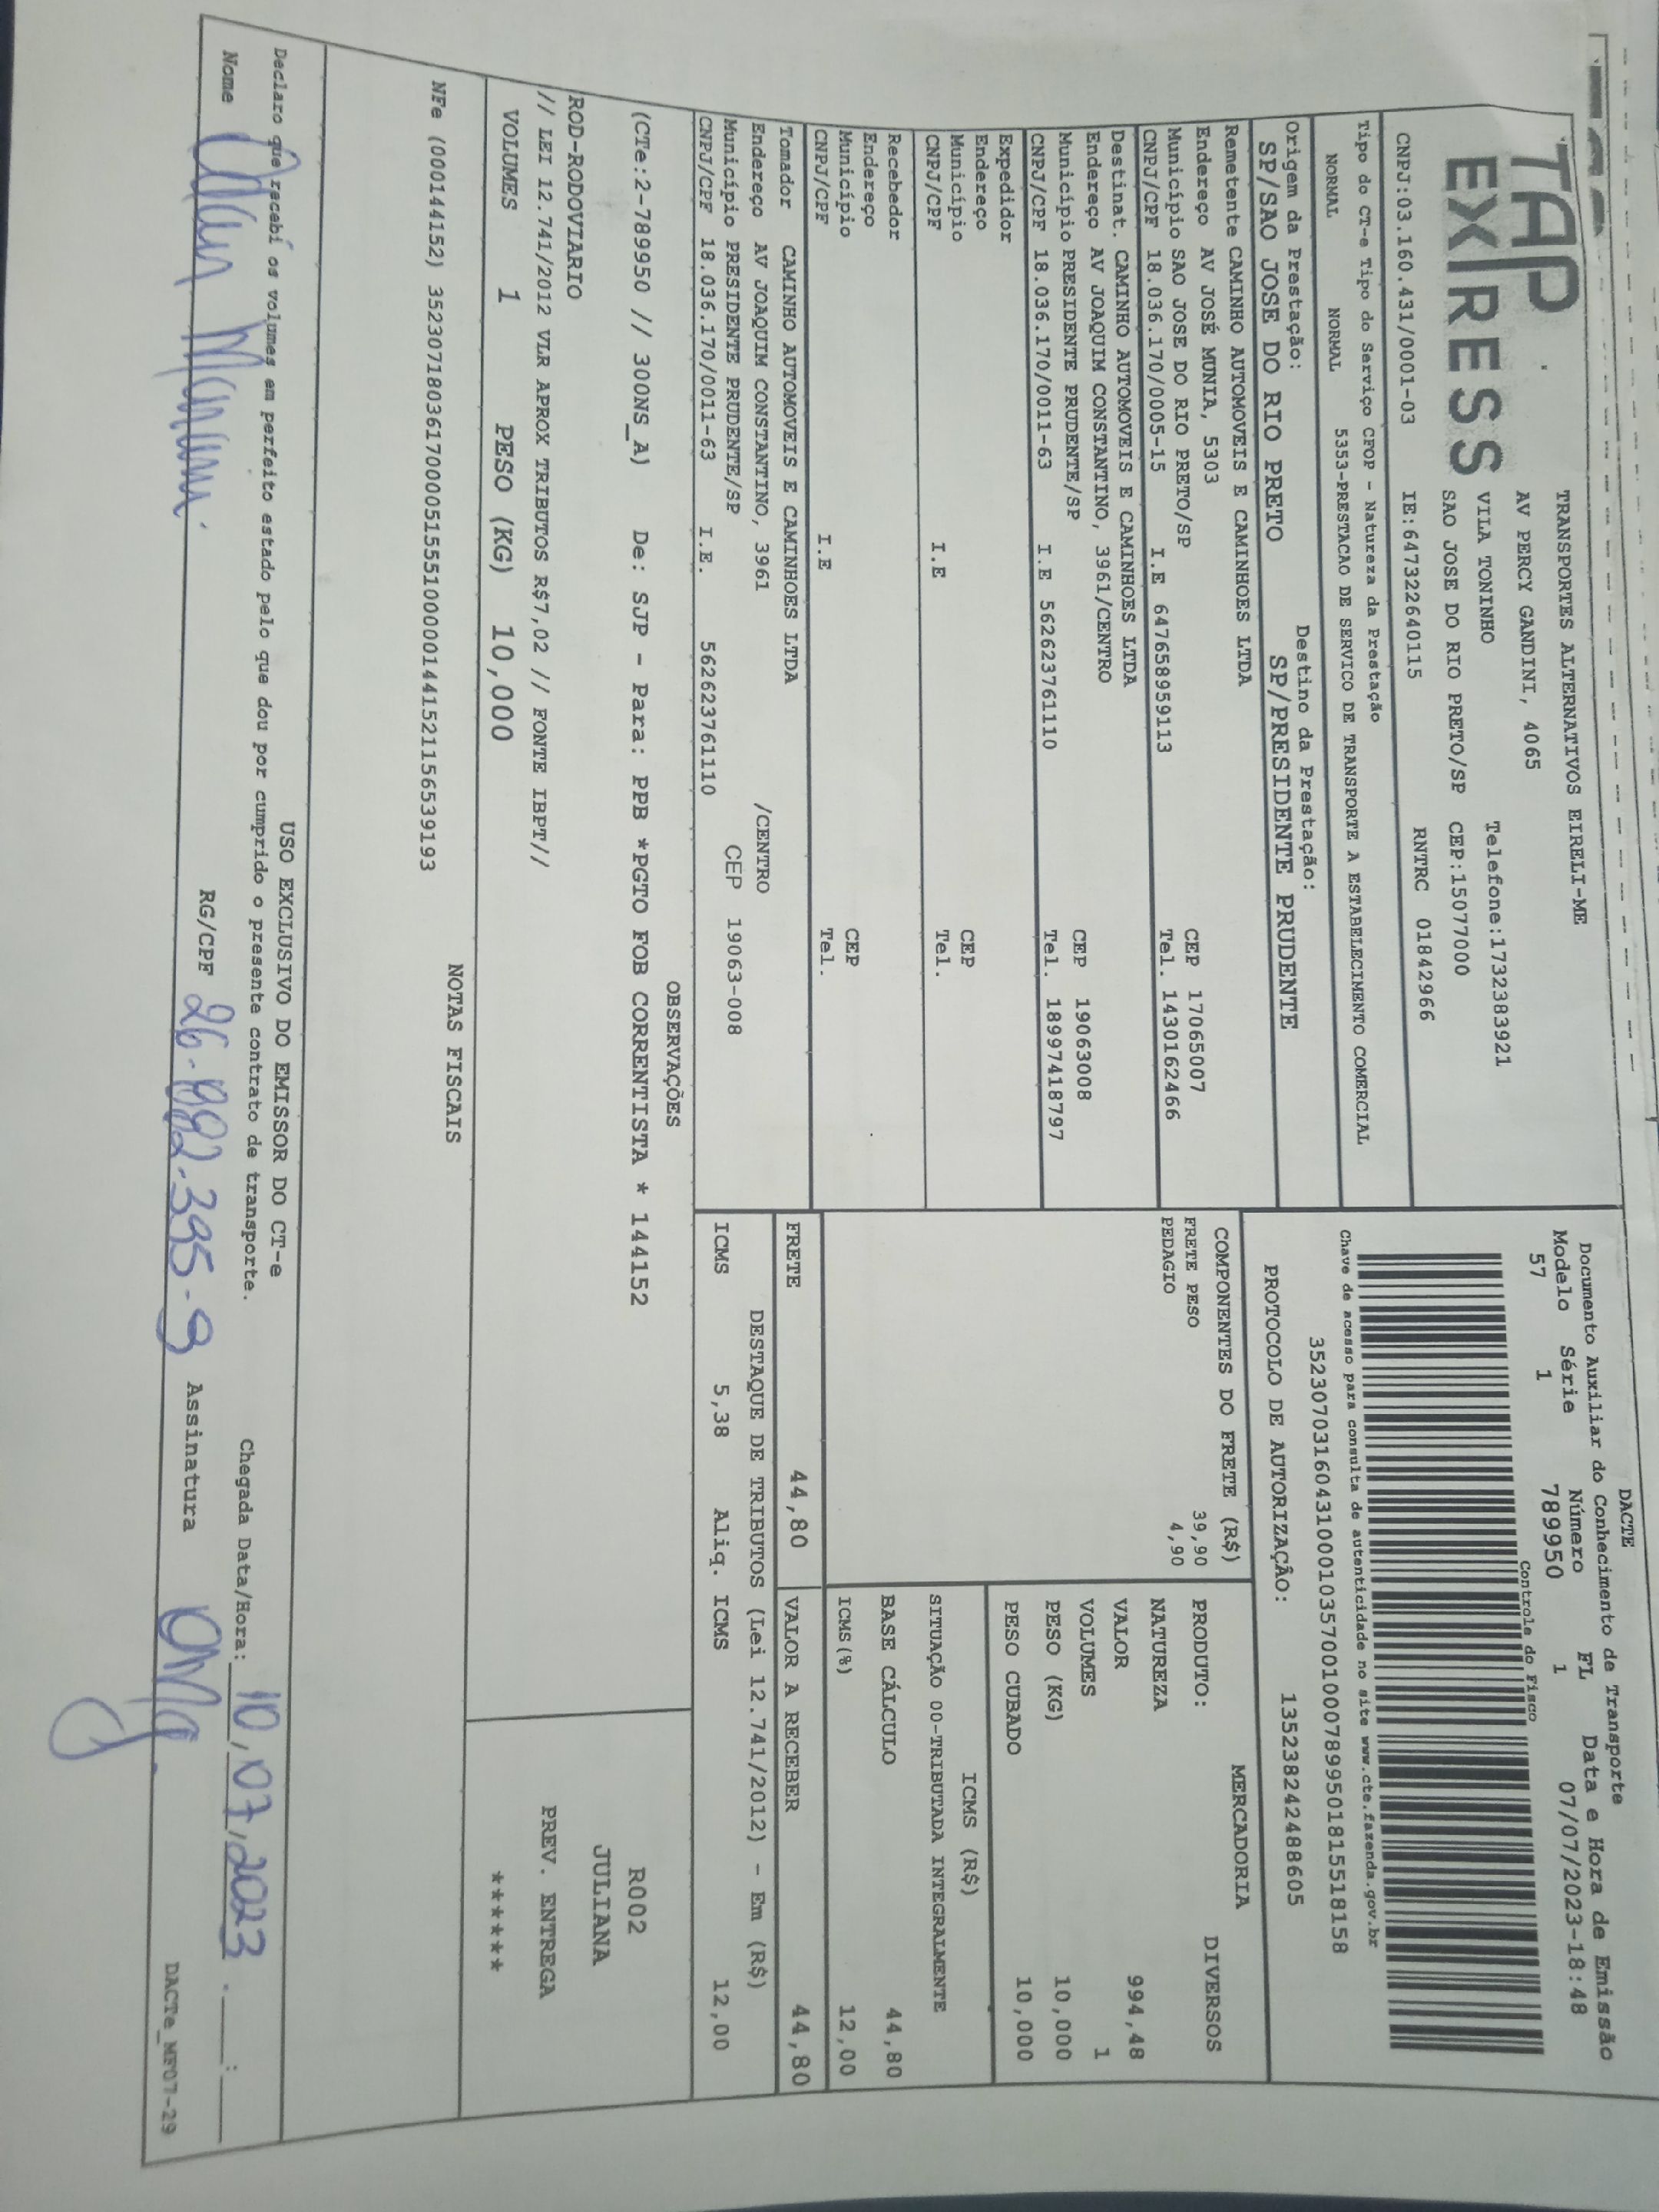 TAP
EXPRESS
TRANSPORTES ALTERNATIVOS EIRELI-ME
AV PERCY GANDINI, 4065
VILA TONINHO Telefone:1732383921
SAO JOSE DO RIO PRETO/SP CEP:15077000
CNPJ:03.160.431/0001-03 IE:647322640115 RNTRC 01842966
Tipo do CT-e Tipo do Serviço CFOP - Natureza da Prestação
NORMAL NORMAL 5353-PRESTACAO DE SERVICO DE TRANSPORTE A ESTABELECIMENTO COMERCIAL
Origem da Prestação: Destino da Prestação:
SP/SAO JOSE DO RIO PRETO SP/PRESIDENTE PRUDENTE
DACTE
Documento Auxiliar do Conhecimento de Transporte
Modelo Série Número FL Data e Hora de Emissão
57 1 789950 1 07/07/2023-18:48
Controle do Fisco
Chave de acesso para consulta de autenticidade no site www.cte.fazenda.gov.br
35230703160431000103570010007899501815518158
PROTOCOLO DE AUTORIZAÇÃO: 135238242488605
Remetente CAMINHO AUTOMOVEIS E CAMINHOES LTDA
Endereço AV JOSÉ MUNIA, 5303
Município SAO JOSE DO RIO PRETO/SP CEP 17065007
CNPJ/CPF 18.036.170/0005-15 I.E 647658959113 Tel. 1430162466
Destinat. CAMINHO AUTOMOVEIS E CAMINHOES LTDA
Endereço AV JOAQUIM CONSTANTINO, 3961/CENTRO
Município PRESIDENTE PRUDENTE/SP CEP 19063008
CNPJ/CPF 18.036.170/0011-63 I.E 562623761110 Tel. 18997418797
Expedidor
Endereço
Município CEP
CNPJ/CPF I.E Tel.
Recebedor
Endereço
Município CEP
CNPJ/CPF I.E Tel.
Tomador CAMINHO AUTOMOVEIS E CAMINHOES LTDA
Endereço AV JOAQUIM CONSTANTINO, 3961 /CENTRO
Município PRESIDENTE PRUDENTE/SP CEP 19063-008
CNPJ/CPF 18.036.170/0011-63 I.E. 562623761110
COMPONENTES DO FRETE (R$)
FRETE PESO 39,90
PEDAGIO 4,90
MERCADORIA
PRODUTO: DIVERSOS
NATUREZA
VALOR 994,48
VOLUMES 1
PESO (KG) 10,000
PESO CUBADO 10,000
ICMS (R$)
SITUAÇÃO 00-TRIBUTADA INTEGRALMENTE
BASE CÁLCULO 44,80
ICMS(%) 12,00
FRETE 44,80 VALOR A RECEBER 44,80
DESTAQUE DE TRIBUTOS (Lei 12.741/2012) - Em (R$)
ICMS 5,38 Aliq. ICMS 12,00
OBSERVAÇÕES
(CTe:2-789950 // 300NS_A) De: SJP - Para: PPB *PGTO FOB CORRENTISTA * 144152
ROD-RODOVIARIO
// LEI 12.741/2012 VLR APROX TRIBUTOS R$7,02 // FONTE IBPT//
VOLUMES 1 PESO (KG) 10,000
R002
JULIANA
PREV. ENTREGA
******
NOTAS FISCAIS
NFe (000144152) 35230718036170000515551000001441521156539193
USO EXCLUSIVO DO EMISSOR DO CT-e
Declaro que recebí os volumes em perfeito estado pelo que dou por cumprido o presente contrato de transporte. Chegada Data/Hora: 10,07,2023 . __:__
Nome RG/CPF 26.882.395-9 Assinatura
DACTe_MF07-29